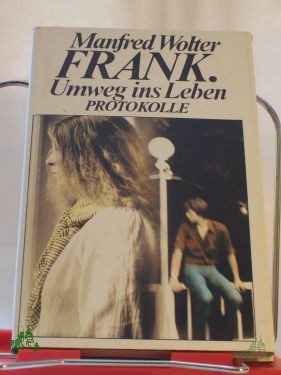 Manfred Wolter
FRANK.
Umweg ins Leben
PROTOKOLLE